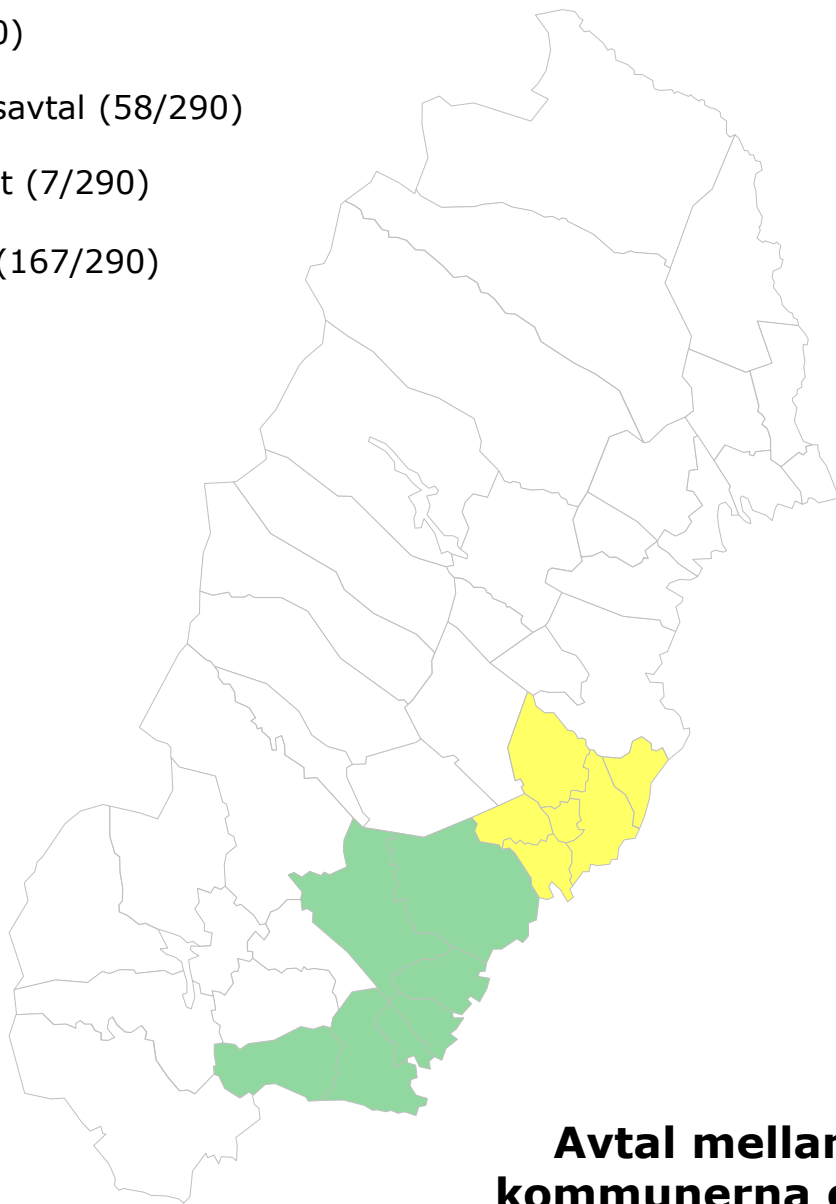 0)
savtal (58/290)
t (7/290)
(167/290)
Avtal mellan
kommunerna o